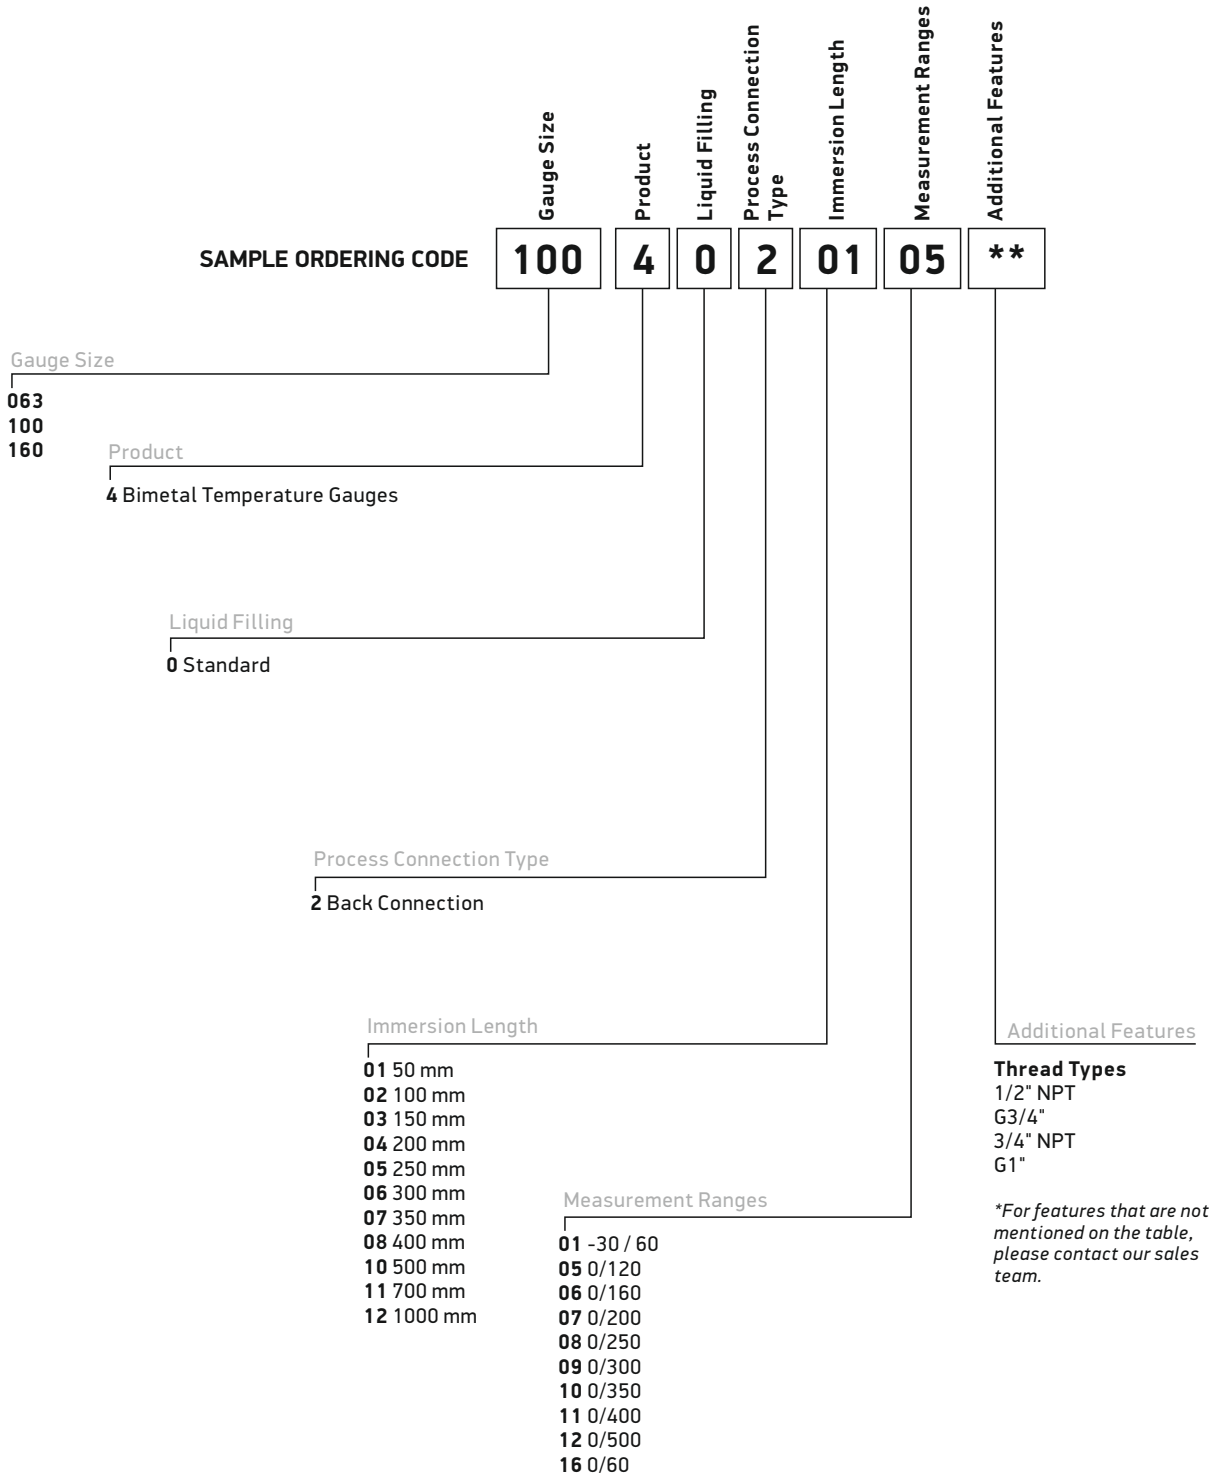 Gauge Size
Product
Liquid Filling
Process Connection
Type
Immersion Length
Measurement Ranges
Additional Features
SAMPLE ORDERING CODE 100 4 0 2 01 05 **
Gauge Size
063
100
160
Product
4 Bimetal Temperature Gauges
Liquid Filling
0 Standard
Process Connection Type
2 Back Connection
Immersion Length
01 50 mm
02 100 mm
03 150 mm
04 200 mm
05 250 mm
06 300 mm
07 350 mm
08 400 mm
10 500 mm
11 700 mm
12 1000 mm
Measurement Ranges
01 -30 / 60
05 0/120
06 0/160
07 0/200
08 0/250
09 0/300
10 0/350
11 0/400
12 0/500
16 0/60
Additional Features
Thread Types
1/2" NPT
G3/4"
3/4" NPT
G1"
*For features that are not
mentioned on the table,
please contact our sales
team.